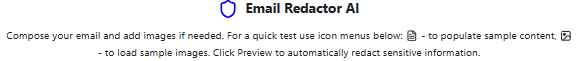 Email Redactor AI
Compose your email and add images if needed. For a quick test use icon menus below: - to populate sample content,
- to load sample images. Click Preview to automatically redact sensitive information.